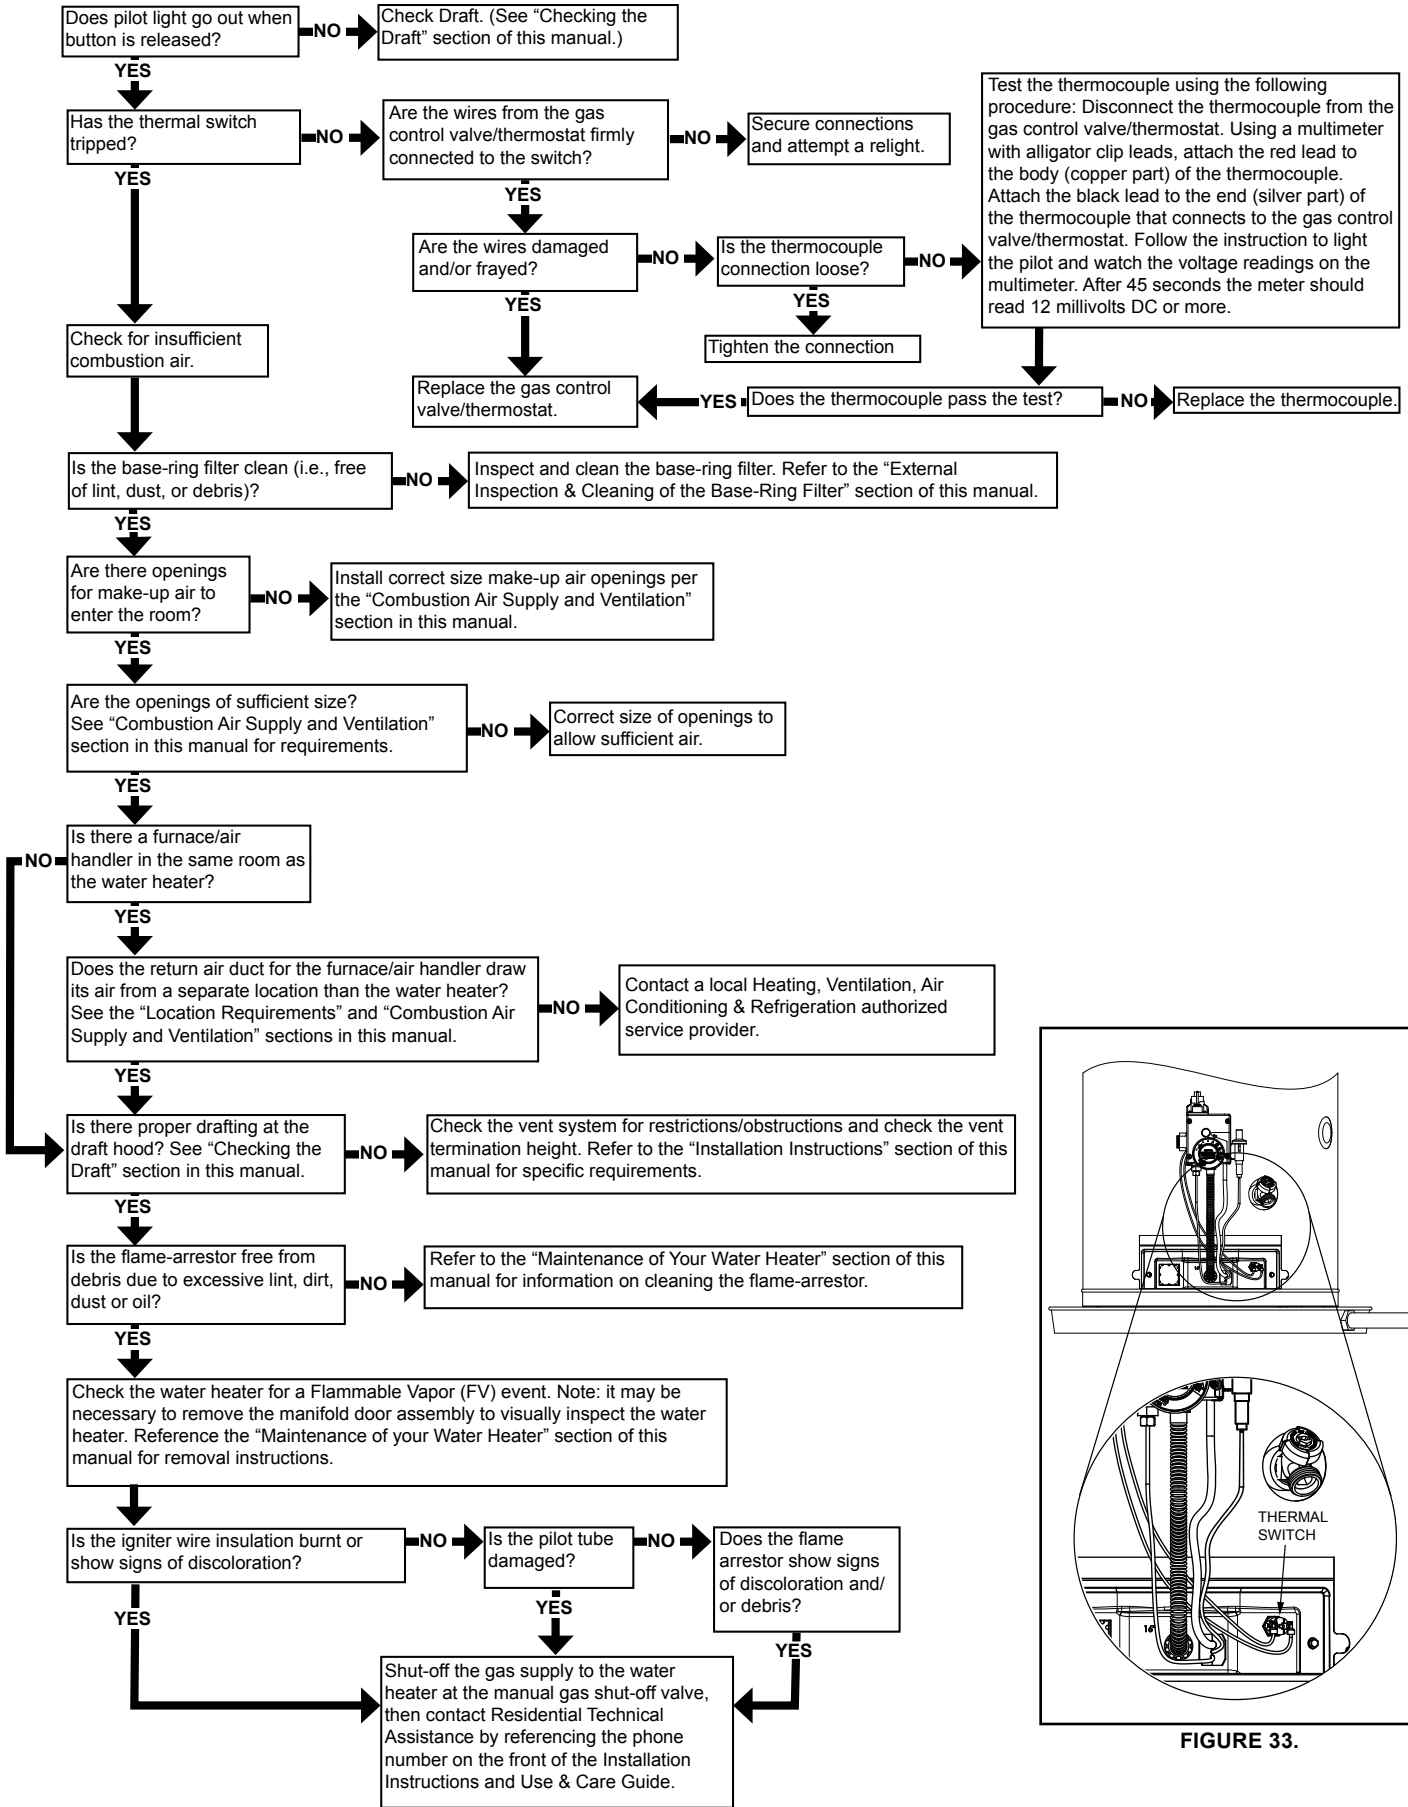 Does pilot light go out when
button is released?
NO
Check Draft. (See “Checking the
Draft” section of this manual.)
YES
Has the thermal switch
tripped?
NO
Are the wires from the gas
control valve/thermostat firmly
connected to the switch?
NO
Secure connections
and attempt a relight.
Test the thermocouple using the following
procedure: Disconnect the thermocouple from the
gas control valve/thermostat. Using a multimeter
with alligator clip leads, attach the red lead to
the body (copper part) of the thermocouple.
Attach the black lead to the end (silver part) of
the thermocouple that connects to the gas control
valve/thermostat. Follow the instruction to light
the pilot and watch the voltage readings on the
multimeter. After 45 seconds the meter should
read 12 millivolts DC or more.
YES
YES
Are the wires damaged
and/or frayed?
NO
Is the thermocouple
connection loose?
NO
YES
YES
Tighten the connection
Check for insufficient
combustion air.
Replace the gas control
valve/thermostat.
YES
Does the thermocouple pass the test?
NO
Replace the thermocouple.
Is the base-ring filter clean (i.e., free
of lint, dust, or debris)?
NO
Inspect and clean the base-ring filter. Refer to the “External
Inspection & Cleaning of the Base-Ring Filter” section of this manual.
YES
Are there openings
for make-up air to
enter the room?
NO
Install correct size make-up air openings per
the “Combustion Air Supply and Ventilation”
section in this manual.
YES
Are the openings of sufficient size?
See “Combustion Air Supply and Ventilation”
section in this manual for requirements.
NO
Correct size of openings to
allow sufficient air.
YES
Is there a furnace/air
handler in the same room as
the water heater?
NO
YES
Does the return air duct for the furnace/air handler draw
its air from a separate location than the water heater?
See the “Location Requirements” and “Combustion Air
Supply and Ventilation” sections in this manual.
NO
Contact a local Heating, Ventilation, Air
Conditioning & Refrigeration authorized
service provider.
YES
Is there proper drafting at the
draft hood? See “Checking the
Draft” section in this manual.
NO
Check the vent system for restrictions/obstructions and check the vent
termination height. Refer to the “Installation Instructions” section of this
manual for specific requirements.
YES
Is the flame-arrestor free from
debris due to excessive lint, dirt,
dust or oil?
NO
Refer to the “Maintenance of Your Water Heater” section of this
manual for information on cleaning the flame-arrestor.
YES
Check the water heater for a Flammable Vapor (FV) event. Note: it may be
necessary to remove the manifold door assembly to visually inspect the water
heater. Reference the “Maintenance of your Water Heater” section of this
manual for removal instructions.
Is the igniter wire insulation burnt or
show signs of discoloration?
NO
Is the pilot tube
damaged?
NO
Does the flame
arrestor show signs
of discoloration and/
or debris?
YES
YES
YES
Shut-off the gas supply to the water
heater at the manual gas shut-off valve,
then contact Residential Technical
Assistance by referencing the phone
number on the front of the Installation
Instructions and Use & Care Guide.
THERMAL
SWITCH
16"
FIGURE 33.